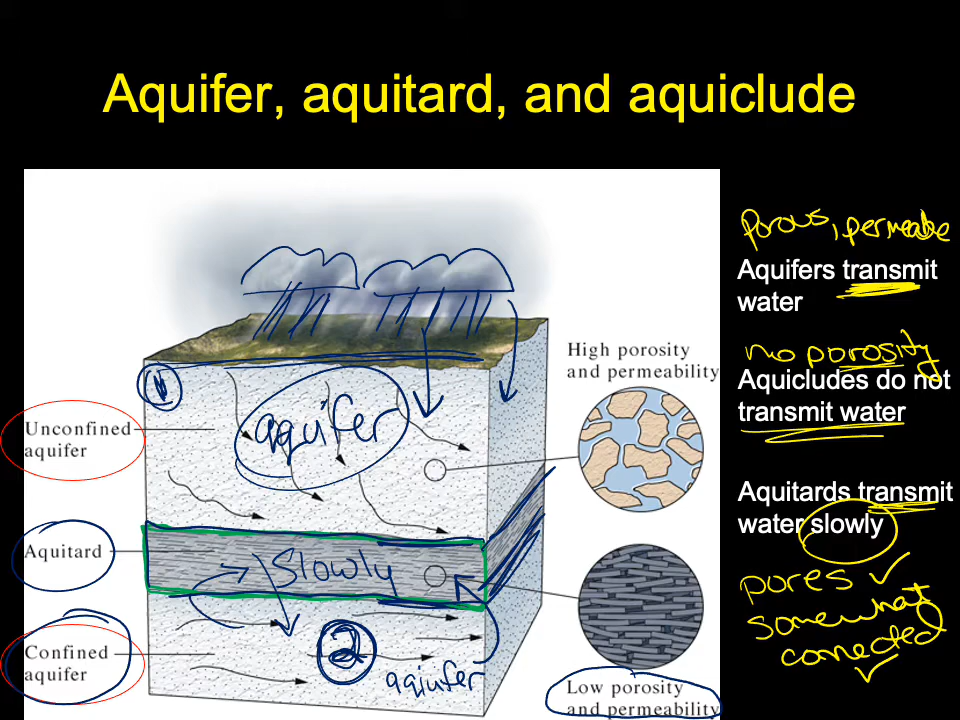 Aquifer, aquitard, and aquiclude
porous, permeable
Aquifers transmit
water
no porosity
Aquicludes do not
transmit water
Aquitards transmit
water slowly
pores
somewhat
connected
High porosity
and permeability
1
aquifer
Unconfined
aquifer
Aquitard
slowly
Confined
aquifer
2
aquifer
Low porosity
and permeability